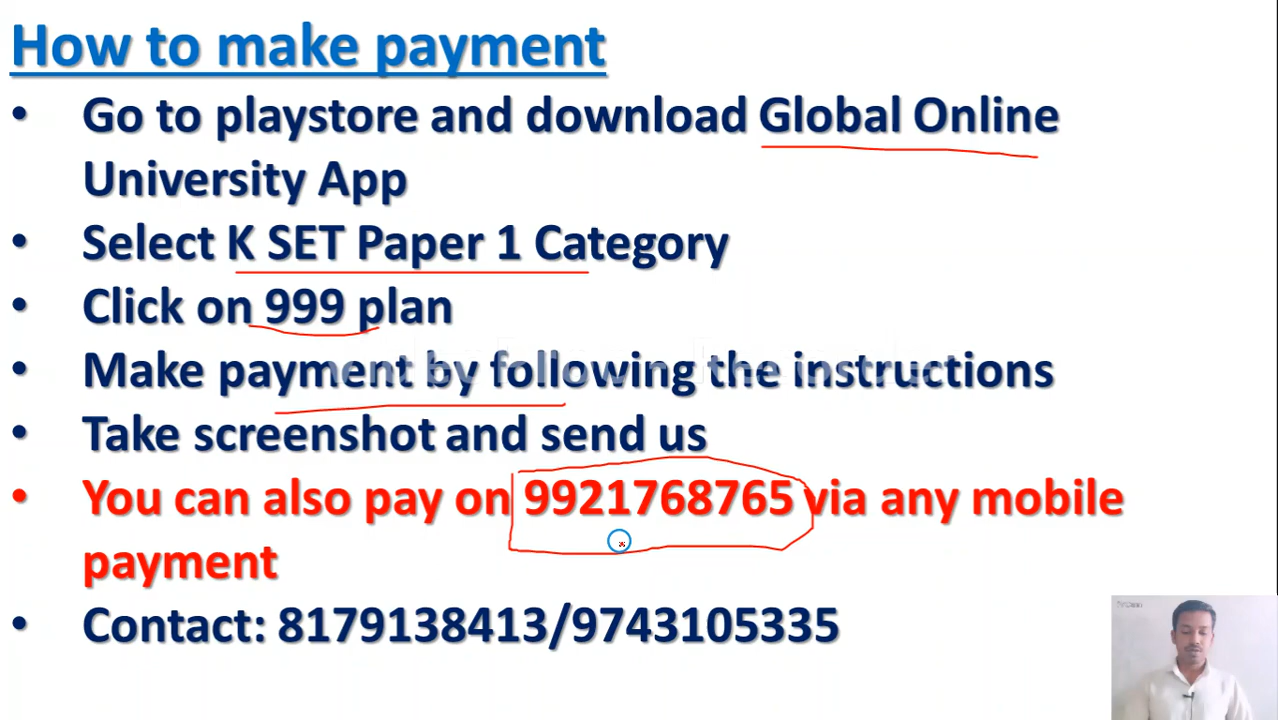 How to make payment
• Go to playstore and download Global Online
University App
• Select K SET Paper 1 Category
• Click on 999 plan
• Make payment by following the instructions
• Take screenshot and send us
• You can also pay on 9921768765 via any mobile
payment
• Contact: 8179138413/9743105335